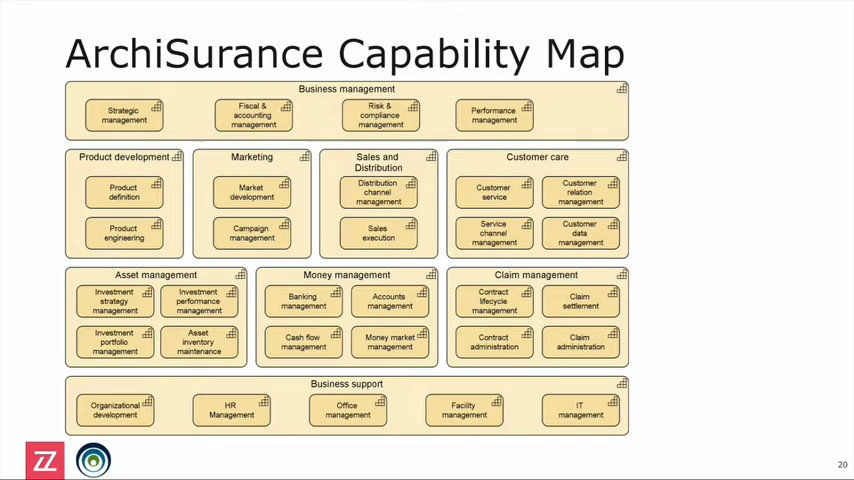 ArchiSurance Capability Map
Business management
Strategic
management
Fiscal &
accounting
management
Risk &
compliance
management
Performance
management
Product development
Product
definition
Product
engineering
Marketing
Market
development
Campaign
management
Sales and
Distribution
Distribution
channel
management
Sales
execution
Customer care
Customer
service
Customer
relation
management
Service
channel
management
Customer
data
management
Asset management
Investment
strategy
management
Investment
performance
management
Investment
portfolio
management
Asset
inventory
maintenance
Money management
Banking
management
Accounts
management
Cash flow
management
Money market
management
Claim management
Contract
lifecycle
management
Claim
settlement
Contract
administration
Claim
administration
Business support
Organizational
development
HR
Management
Office
management
Facility
management
IT
management
20